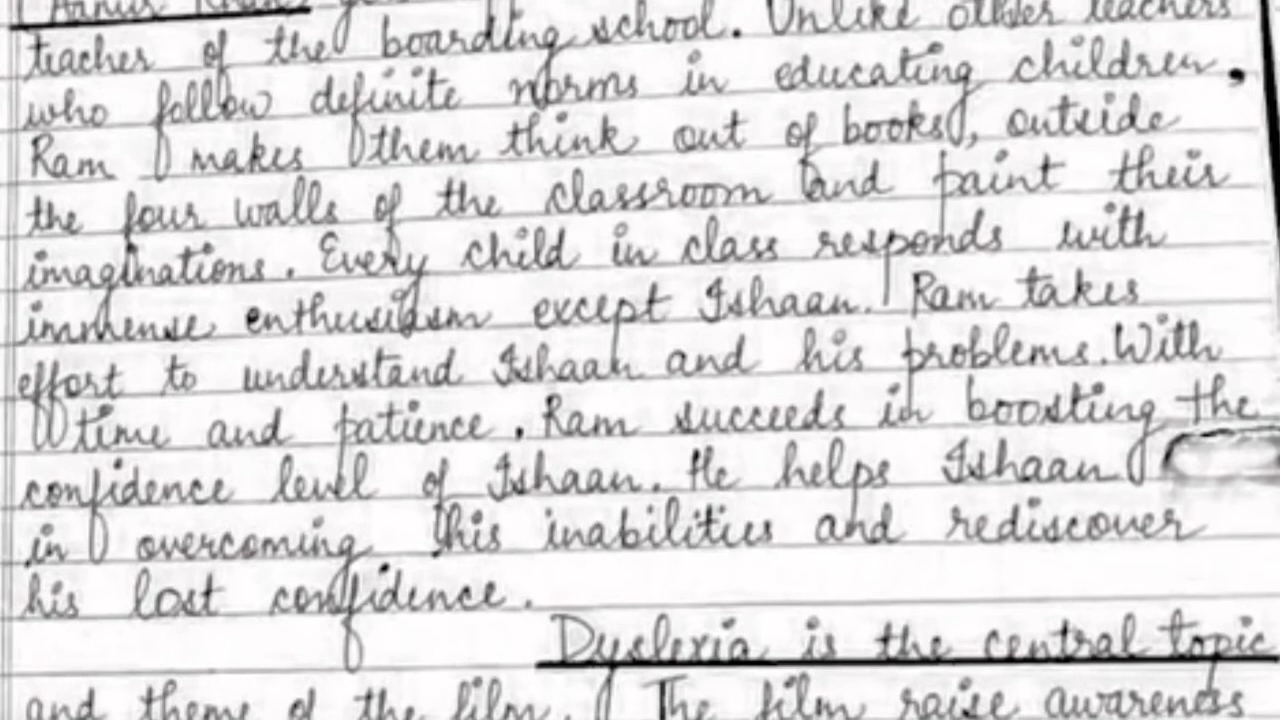 teacher of the boarding school. Unlike other teachers
who follow definite norms in educating children,
Ram makes them think out of books, outside
the four walls of the classroom and paint their
imaginations. Every child in class responds with
immense enthusiasm except Ishaan. Ram takes
effort to understand Ishaan and his problems. With
time and patience, Ram succeeds in boosting the
confidence level of Ishaan. He helps Ishaan
in overcoming his inabilities and rediscover
his lost confidence.
Dyslexia is the central topic
and theme of the film. The film raise awareness